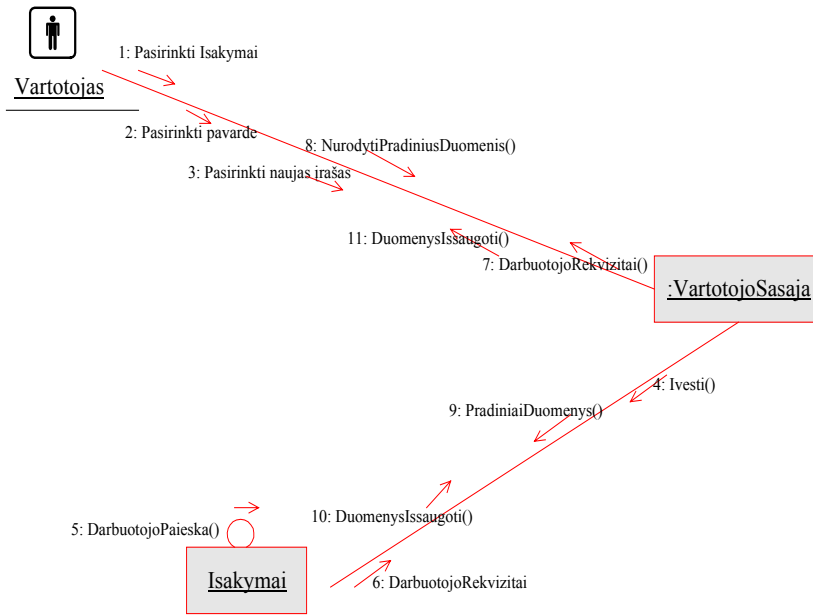 1: Pasirinkti Isakymai
Vartotojas
2: Pasirinkti pavarde
8: NurodytiPradiniusDuomenis()
3: Pasirinkti naujas irašas
11: DuomenysIssaugoti()
7: DarbuotojoRekvizitai()
:VartotojoSasaja
4: Ivesti()
9: PradiniaiDuomenys()
10: DuomenysIssaugoti()
5: DarbuotojoPaieska()
Isakymai
6: DarbuotojoRekvizitai